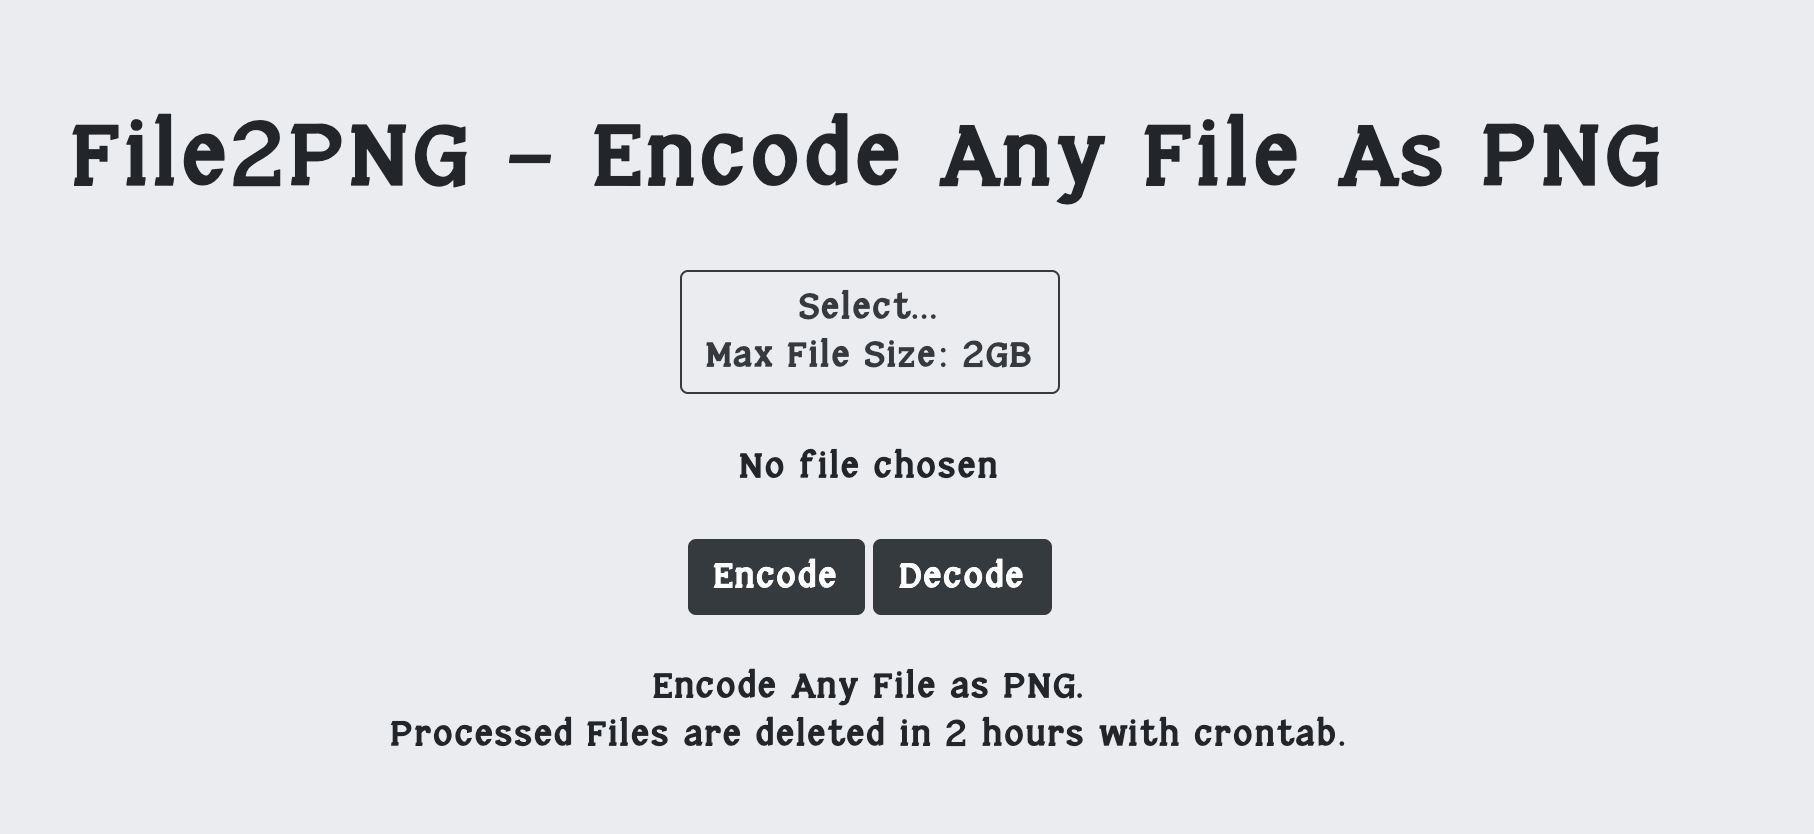 File2PNG – Encode Any File As PNG
Select...
Max File Size: 2GB
No file chosen
Encode Decode
Encode Any File as PNG.
Processed Files are deleted in 2 hours with crontab.